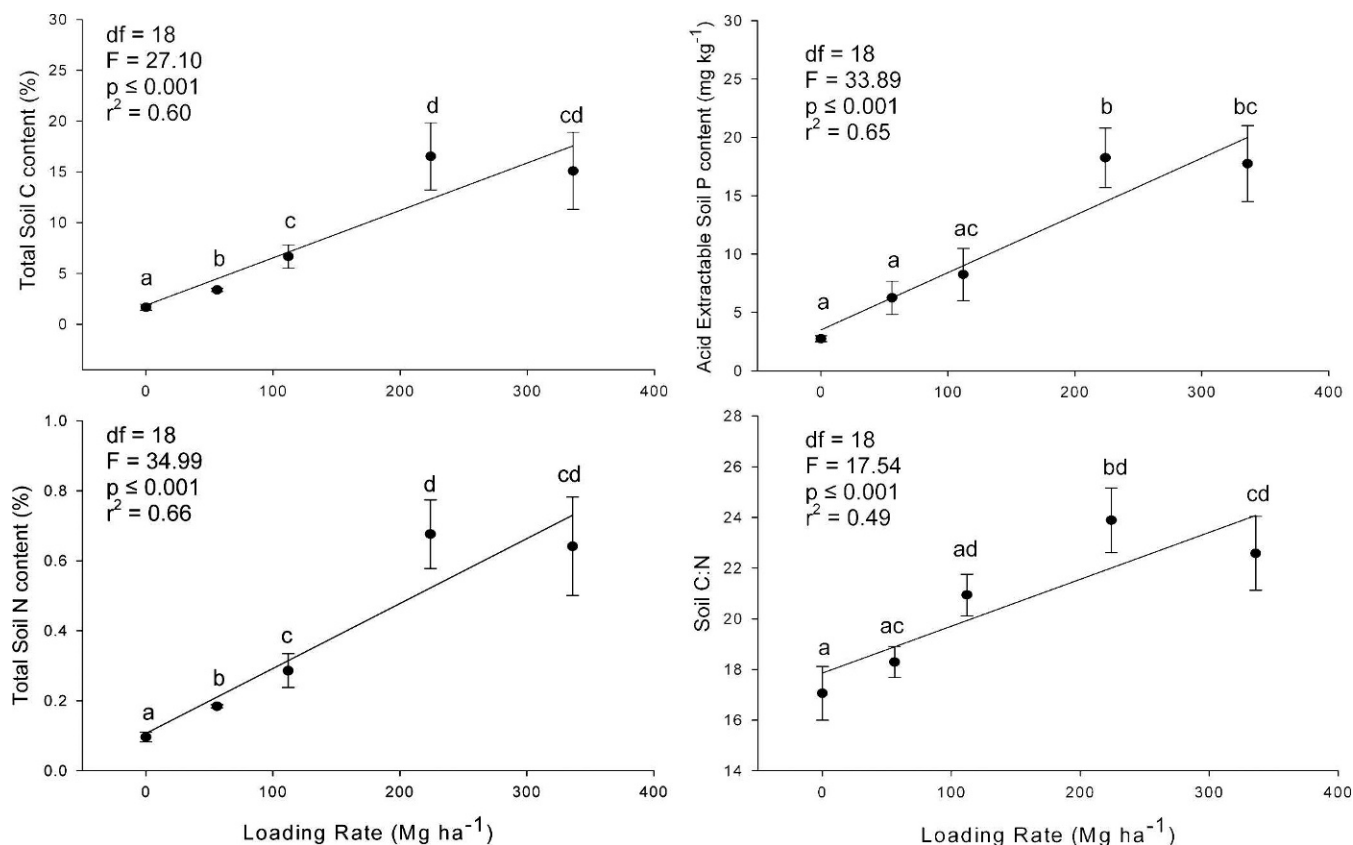 df = 18
F = 27.10
p ≤ 0.001
r² = 0.60
Total Soil C content (%)
30
25
20
15
10
5
0
a
b
c
d
cd
0
100
200
300
400
df = 18
F = 33.89
p ≤ 0.001
r² = 0.65
Acid Extractable Soil P content (mg kg⁻¹)
30
25
20
15
10
5
0
a
a
ac
b
bc
0
100
200
300
400
df = 18
F = 34.99
p ≤ 0.001
r² = 0.66
Total Soil N content (%)
1.0
0.8
0.6
0.4
0.2
0.0
a
b
c
d
cd
0
100
200
300
400
Loading Rate (Mg ha⁻¹)
df = 18
F = 17.54
p ≤ 0.001
r² = 0.49
Soil C:N
28
26
24
22
20
18
16
14
a
ac
ad
bd
cd
0
100
200
300
400
Loading Rate (Mg ha⁻¹)